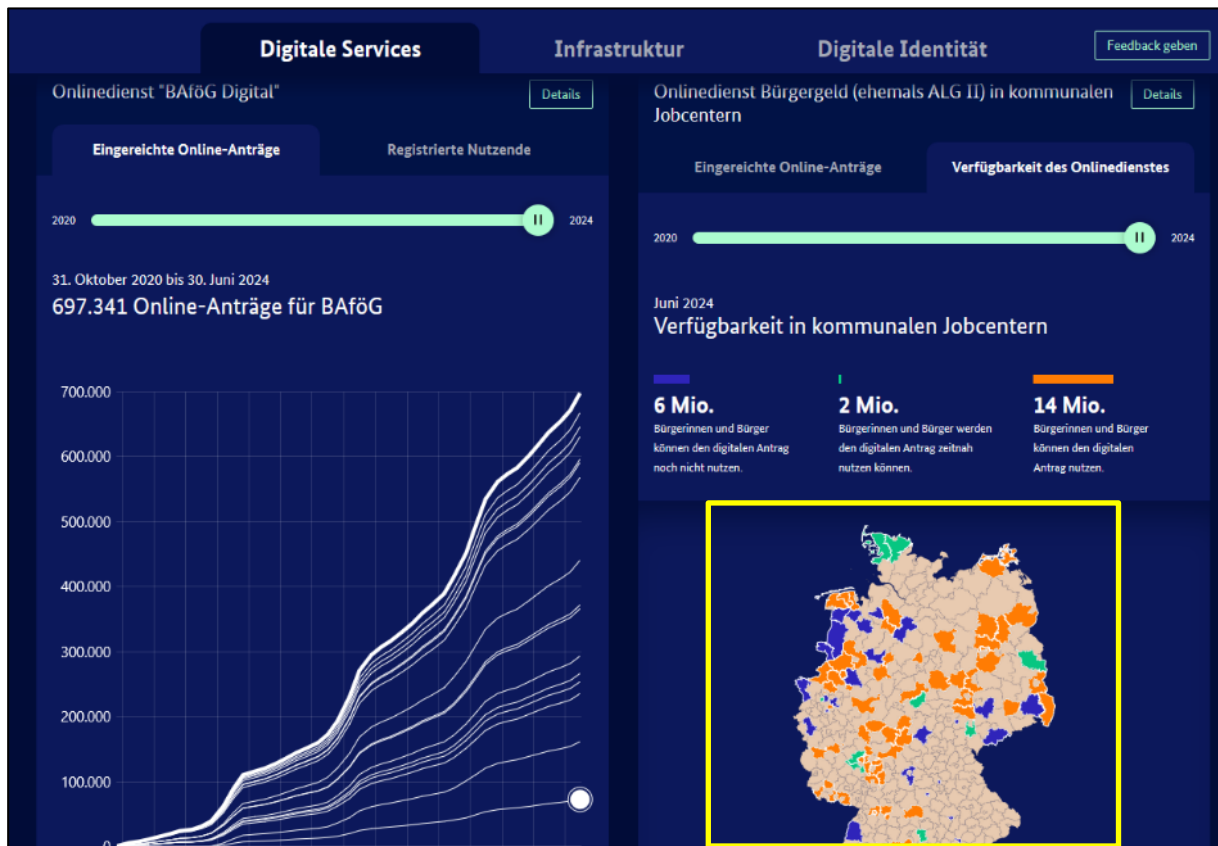 Digitale Services
Infrastruktur
Digitale Identität
Feedback geben
Onlinedienst "BAföG Digital"
Details
Eingereichte Online-Anträge
Registrierte Nutzende
2020
2024
31. Oktober 2020 bis 30. Juni 2024
697.341 Online-Anträge für BAföG
700.000
600.000
500.000
400.000
300.000
200.000
100.000
0
Onlinedienst Bürgergeld (ehemals ALG II) in kommunalen
Jobcentern
Details
Eingereichte Online-Anträge
Verfügbarkeit des Onlinedienstes
2020
2024
Juni 2024
Verfügbarkeit in kommunalen Jobcentern
6 Mio.
Bürgerinnen und Bürger
können den digitalen Antrag
noch nicht nutzen.
2 Mio.
Bürgerinnen und Bürger werden
den digitalen Antrag zeitnah
nutzen können.
14 Mio.
Bürgerinnen und Bürger
können den digitalen
Antrag nutzen.